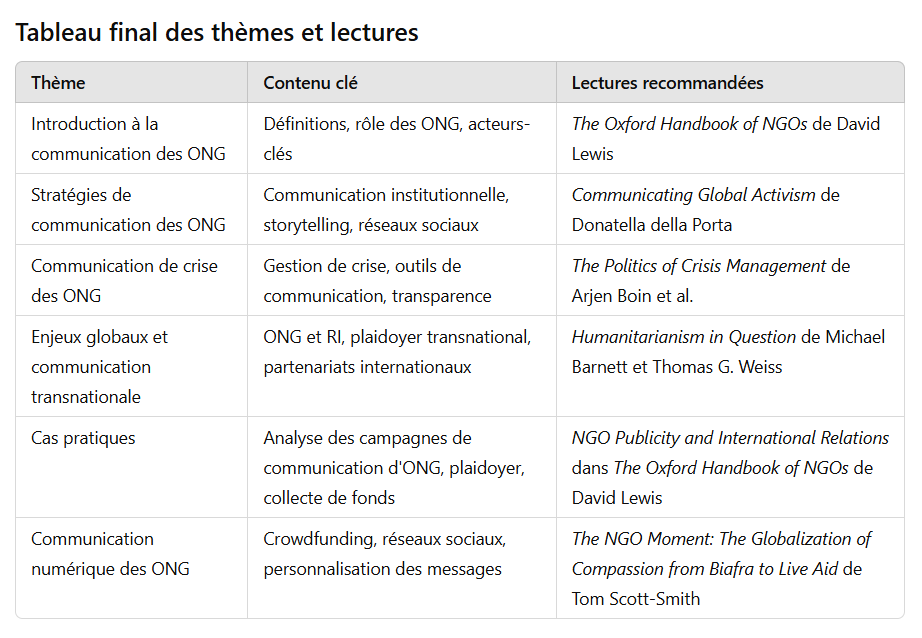 Tableau final des thèmes et lectures
Thème
Contenu clé
Lectures recommandées
Introduction à la
communication des ONG
Définitions, rôle des ONG, acteurs-
clés
The Oxford Handbook of NGOs de David
Lewis
Stratégies de
communication des ONG
Communication institutionnelle,
storytelling, réseaux sociaux
Communicating Global Activism de
Donatella della Porta
Communication de crise
des ONG
Gestion de crise, outils de
communication, transparence
The Politics of Crisis Management de
Arjen Boin et al.
Enjeux globaux et
communication
transnationale
ONG et RI, plaidoyer transnational,
partenariats internationaux
Humanitarianism in Question de Michael
Barnett et Thomas G. Weiss
Cas pratiques
Analyse des campagnes de
communication d'ONG, plaidoyer,
collecte de fonds
NGO Publicity and International Relations
dans The Oxford Handbook of NGOs de
David Lewis
Communication
numérique des ONG
Crowdfunding, réseaux sociaux,
personnalisation des messages
The NGO Moment: The Globalization of
Compassion from Biafra to Live Aid de
Tom Scott-Smith